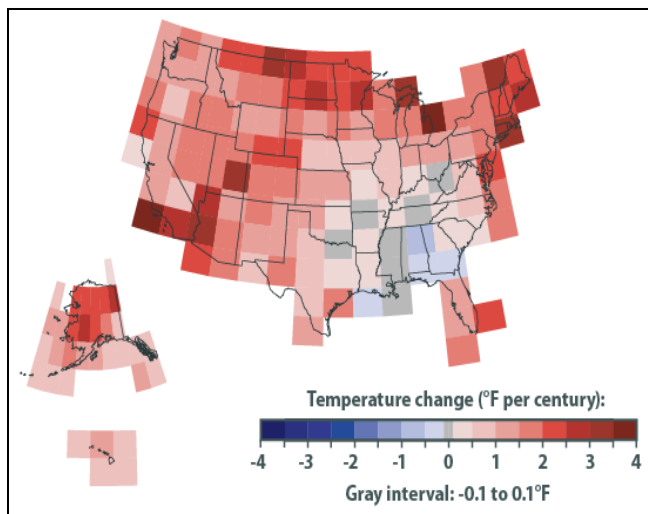 Temperature change (°F per century):
-4 -3 -2 -1 0 1 2 3 4
Gray interval: -0.1 to 0.1°F